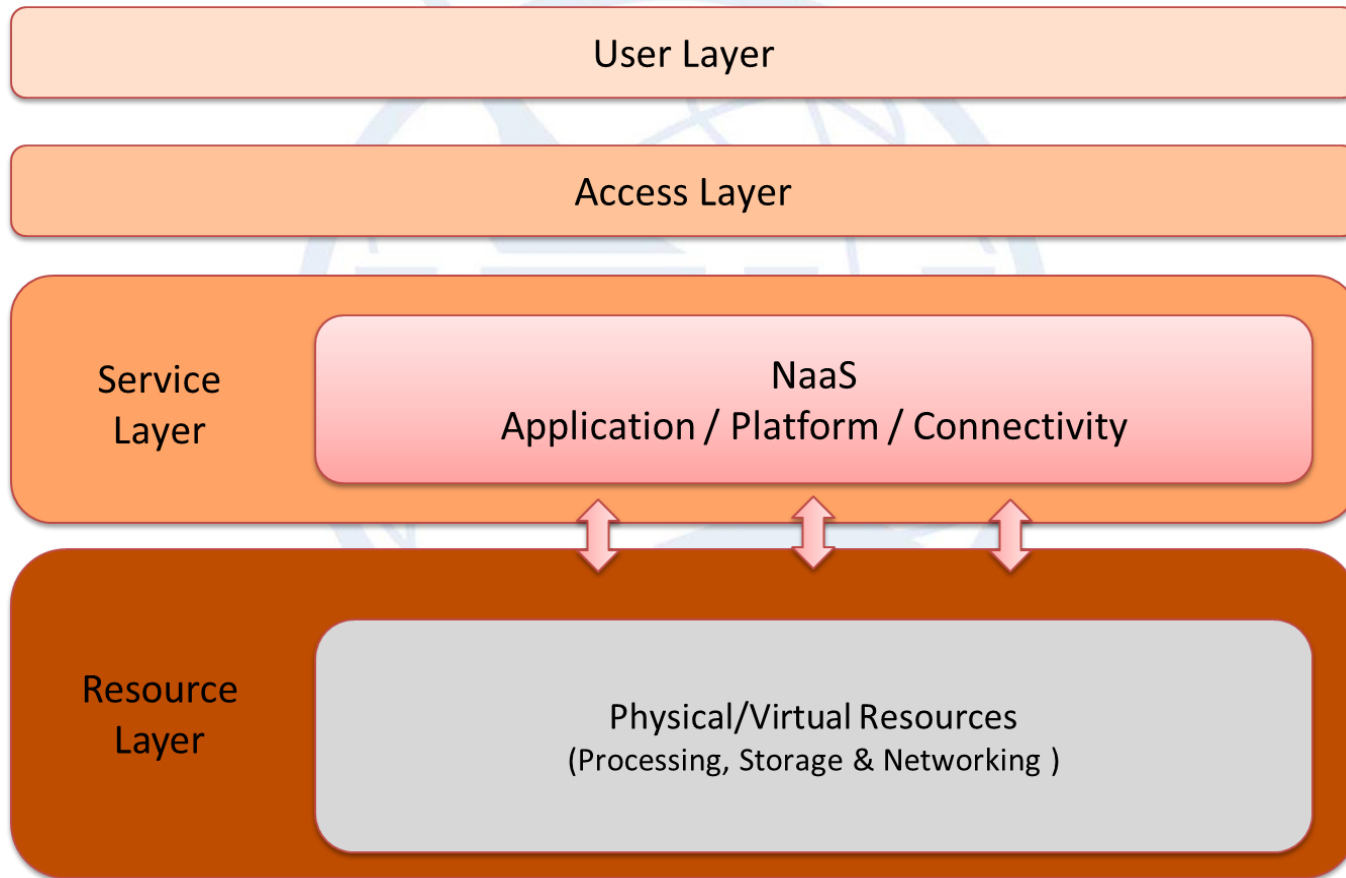 User Layer
Access Layer
Service
Layer
NaaS
Application / Platform / Connectivity
Resource
Layer
Physical/Virtual Resources
(Processing, Storage & Networking )